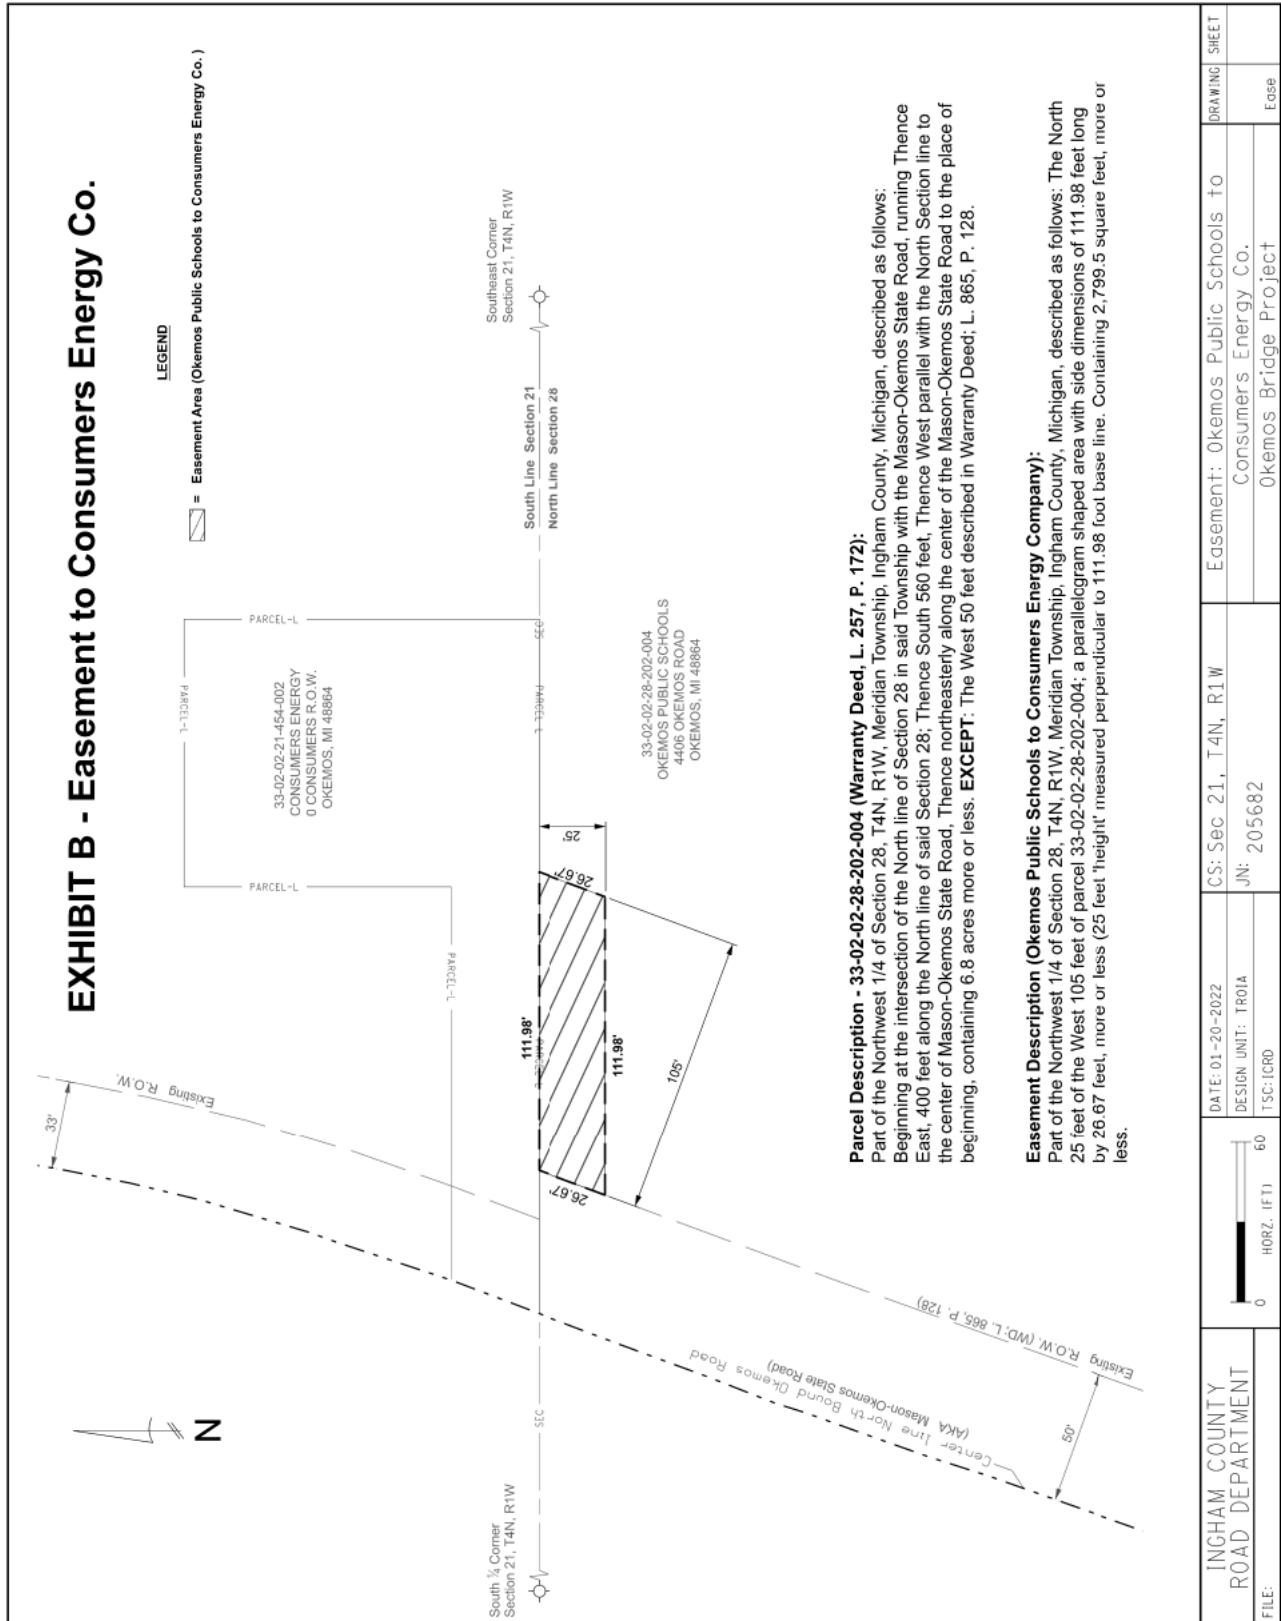 EXHIBIT B - Easement to Consumers Energy Co.
LEGEND
= Easement Area (Okemos Public Schools to Consumers Energy Co. )
33'
Existing R.O.W.
PARCEL-L
PARCEL-L
PARCEL-L
PARCEL-L
33-02-02-21-454-002
CONSUMERS ENERGY
0 CONSUMERS R.O.W.
OKEMOS, MI 48864
N
South ¼ Corner
Section 21, T4N, R1W
SEC
111.98'
PARCEL-L
PARCEL-L
SEC
South Line Section 21
North Line Section 28
Southeast Corner
Section 21, T4N, R1W
26.67'
26.67'
25'
111.98'
105'
33-02-02-28-202-004
OKEMOS PUBLIC SCHOOLS
4406 OKEMOS ROAD
OKEMOS, MI 48864
Center line North Bound Okemos Road
(AKA Mason-Okemos State Road)
Existing R.O.W. (WD; L. 865, P. 128)
50'
Parcel Description - 33-02-02-28-202-004 (Warranty Deed, L. 257, P. 172):
Part of the Northwest 1/4 of Section 28, T4N, R1W, Meridian Township, Ingham County, Michigan, described as follows:
Beginning at the intersection of the North line of Section 28 in said Township with the Mason-Okemos State Road, running Thence
East, 400 feet along the North line of said Section 28; Thence South 560 feet, Thence West parallel with the North Section line to
the center of Mason-Okemos State Road, Thence northeasterly along the center of the Mason-Okemos State Road to the place of
beginning, containing 6.8 acres more or less. EXCEPT: The West 50 feet described in Warranty Deed; L. 865, P. 128.
Easement Description (Okemos Public Schools to Consumers Energy Company):
Part of the Northwest 1/4 of Section 28, T4N, R1W, Meridian Township, Ingham County, Michigan, described as follows: The North
25 feet of the West 105 feet of parcel 33-02-02-28-202-004; a parallelogram shaped area with side dimensions of 111.98 feet long
by 26.67 feet, more or less (25 feet 'height' measured perpendicular to 111.98 foot base line. Containing 2,799.5 square feet, more or
less.
INGHAM COUNTY
ROAD DEPARTMENT
FILE:
0
60
HORZ. (FT)
DATE: 01-20-2022
DESIGN UNIT: TROIA
TSC: ICRD
CS: Sec 21, T4N, R1W
JN: 205682
Easement: Okemos Public Schools to
Consumers Energy Co.
Okemos Bridge Project
DRAWING
SHEET
Ease